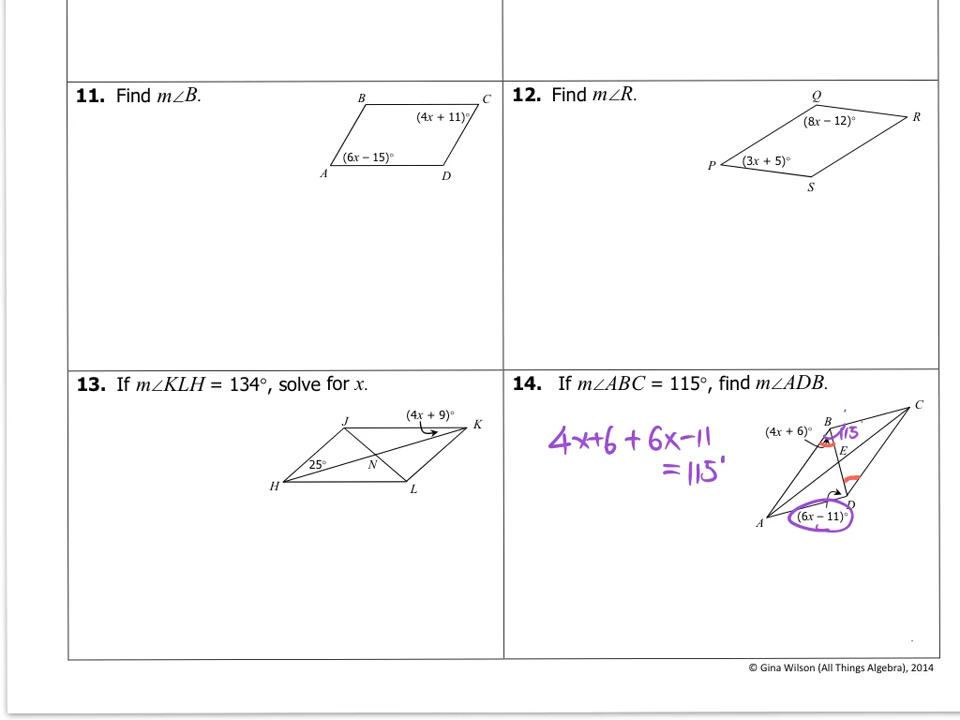 11. Find m∠B.
B
C
(4x + 11)°
(6x – 15)°
A
D
12. Find m∠R.
Q
R
(8x – 12)°
P
(3x + 5)°
S
13. If m∠KLH = 134°, solve for x.
(4x + 9)°
J
K
25°
N
H
L
14. If m∠ABC = 115°, find m∠ADB.
C
B
(4x + 6)°
115
E
4x+6 + 6x-11
= 115°
D
A
(6x – 11)°
© Gina Wilson (All Things Algebra), 2014